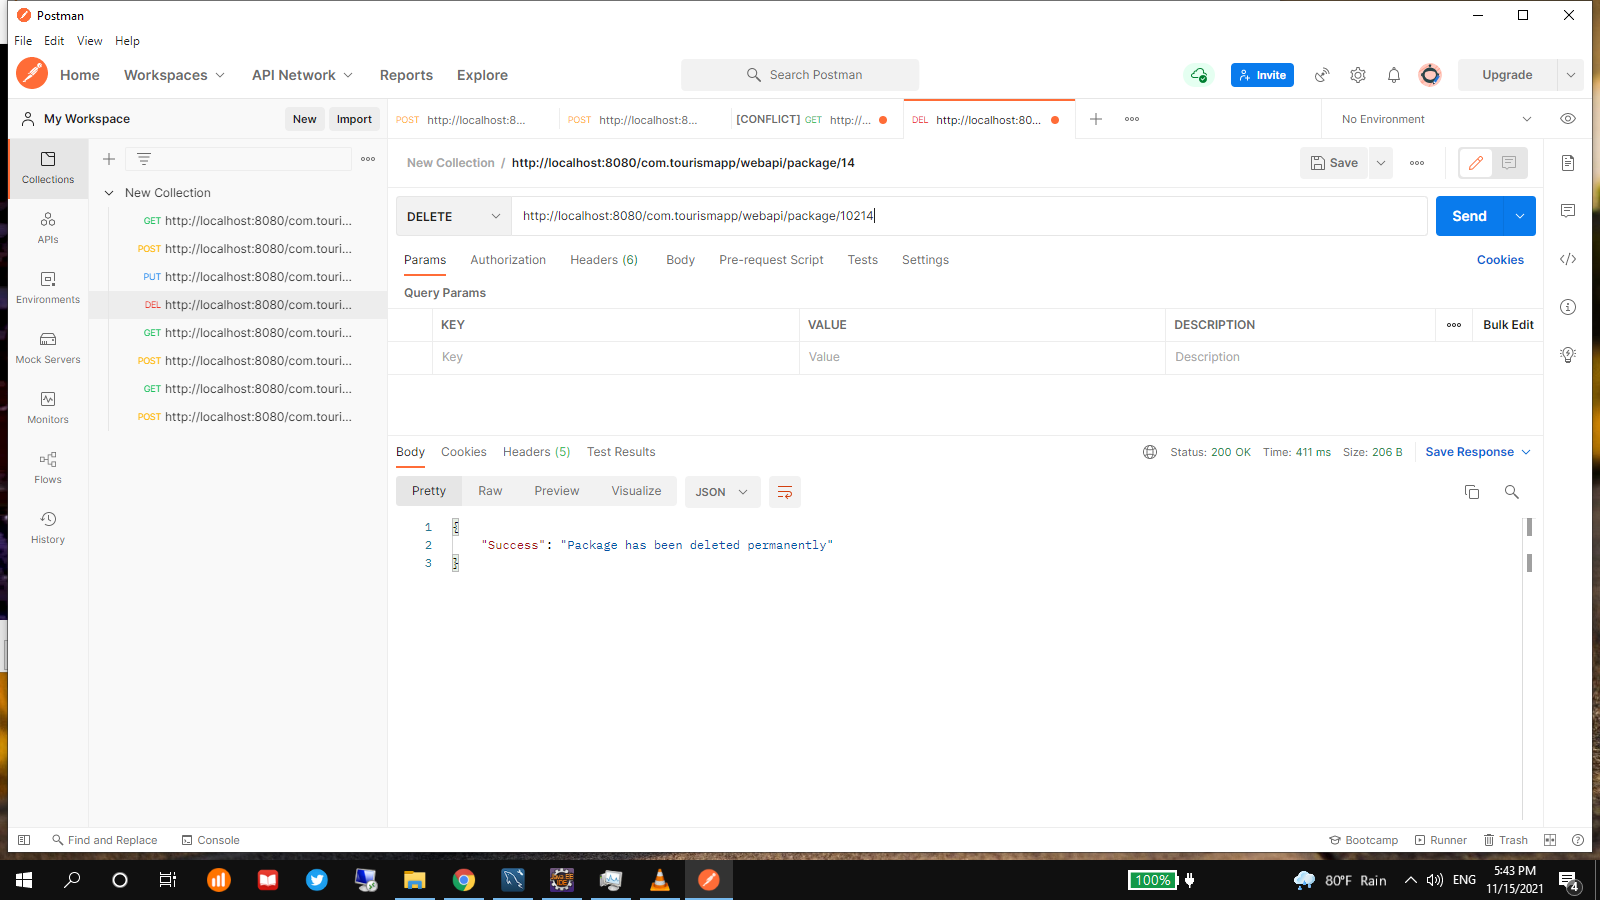 Postman
File Edit View Help
Home Workspaces API Network Reports Explore Search Postman Invite Upgrade
My Workspace New Import
POST http://localhost:8... POST http://localhost:8... [CONFLICT] GET http://... DEL http://localhost:80... No Environment
New Collection / http://localhost:8080/com.tourismapp/webapi/package/14 Save
Collections
APIs
Environments
Mock Servers
Monitors
Flows
History
New Collection
GET http://localhost:8080/com.touri...
POST http://localhost:8080/com.touri...
PUT http://localhost:8080/com.touri...
DEL http://localhost:8080/com.touri...
GET http://localhost:8080/com.touri...
POST http://localhost:8080/com.touri...
GET http://localhost:8080/com.touri...
POST http://localhost:8080/com.touri...
DELETE http://localhost:8080/com.tourismapp/webapi/package/10214 Send
Params Authorization Headers (6) Body Pre-request Script Tests Settings Cookies
Query Params
KEY VALUE DESCRIPTION Bulk Edit
Key Value Description
Body Cookies Headers (5) Test Results Status: 200 OK Time: 411 ms Size: 206 B Save Response
Pretty Raw Preview Visualize JSON
1 {
2 "Success": "Package has been deleted permanently"
3 }
Find and Replace Console Bootcamp Runner Trash
100% 80°F Rain ENG 5:43 PM
11/15/2021 4